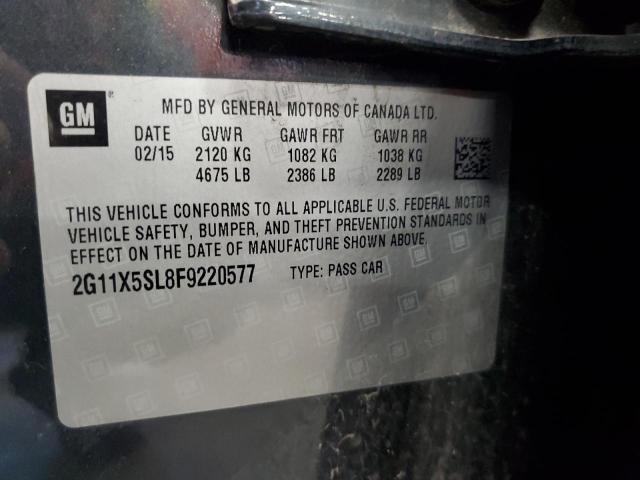 GM
MFD BY GENERAL MOTORS OF CANADA LTD.
DATE GVWR GAWR FRT GAWR RR
02/15 2120 KG 1082 KG 1038 KG
4675 LB 2386 LB 2289 LB
THIS VEHICLE CONFORMS TO ALL APPLICABLE U.S. FEDERAL MOTOR
VEHICLE SAFETY, BUMPER, AND THEFT PREVENTION STANDARDS IN
EFFECT ON THE DATE OF MANUFACTURE SHOWN ABOVE.
2G11X5SL8F9220577 TYPE: PASS CAR